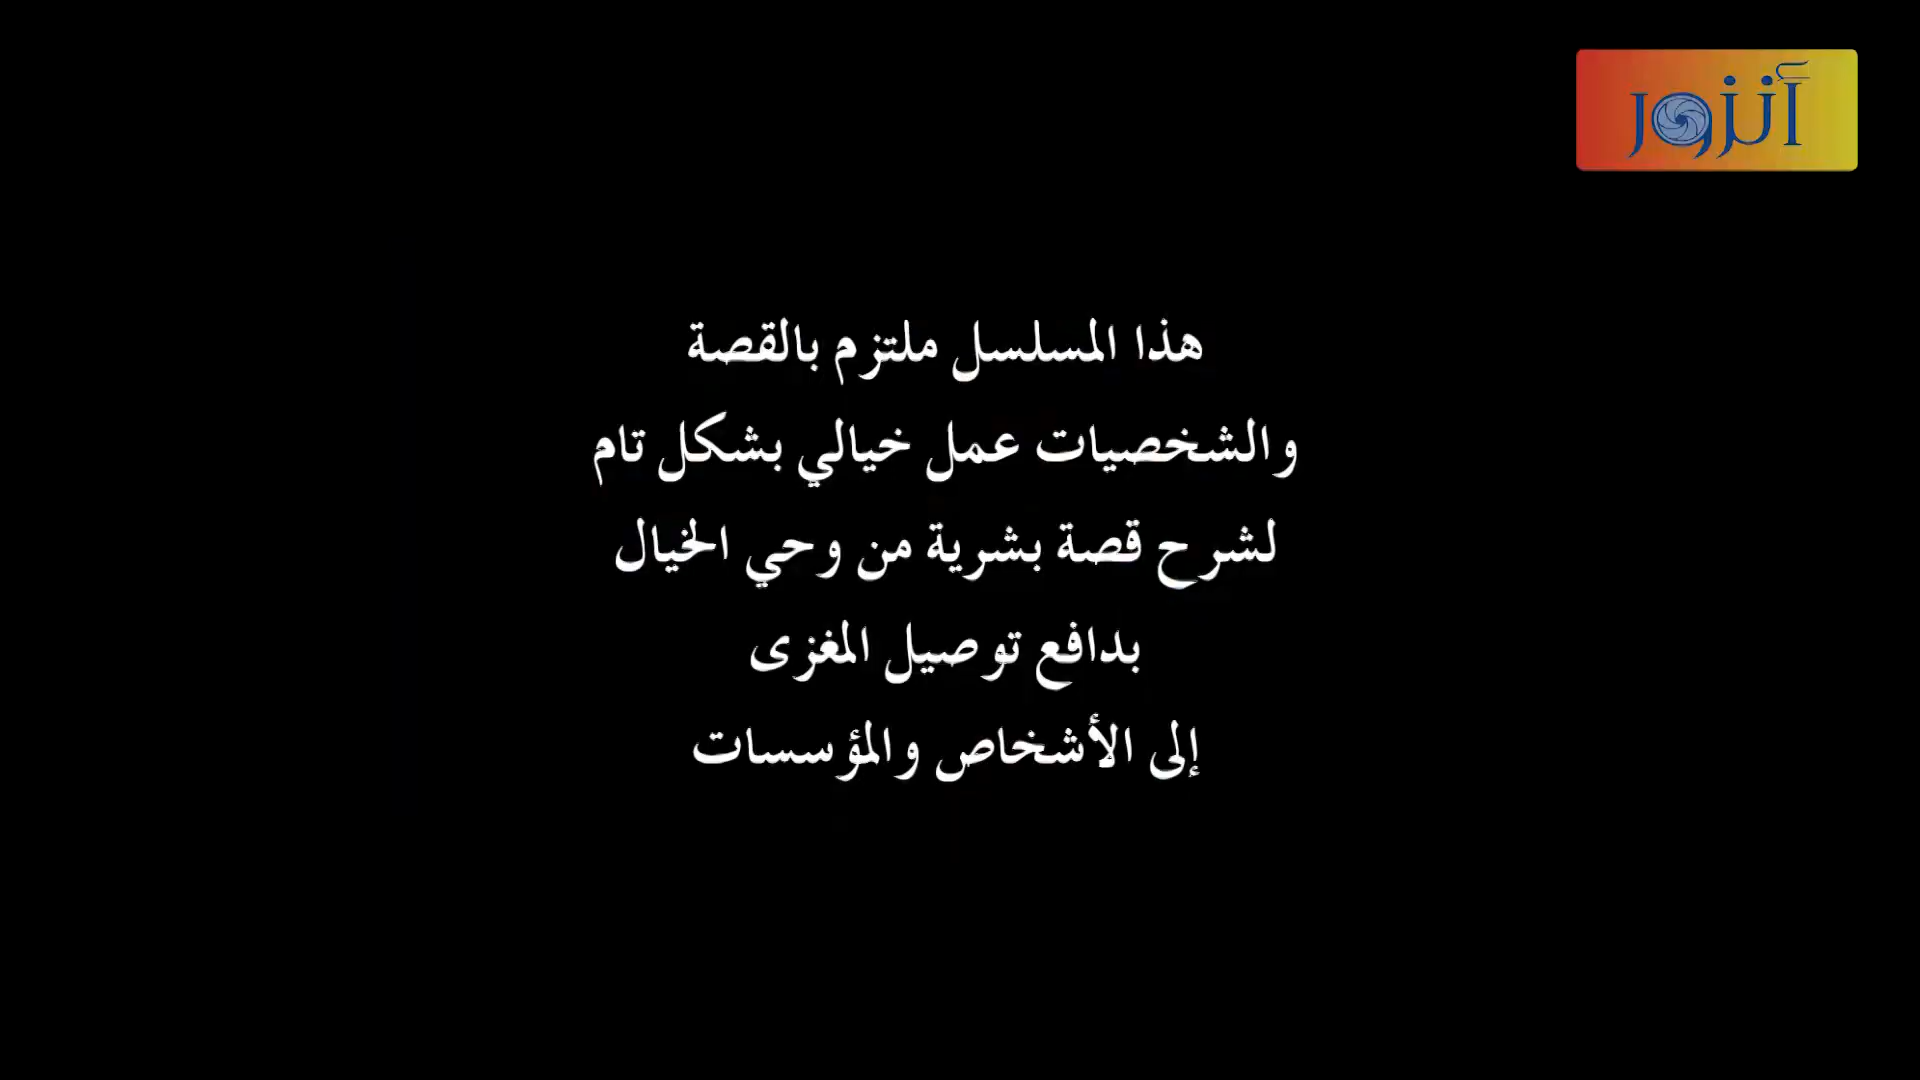 أنزور
هذا المسلسل ملتزم بالقصة
والشخصيات عمل خيالي بشكل تام
لشرح قصة بشرية من وحي الخيال
بدافع توصيل المغزى
إلى الأشخاص والمؤسسات